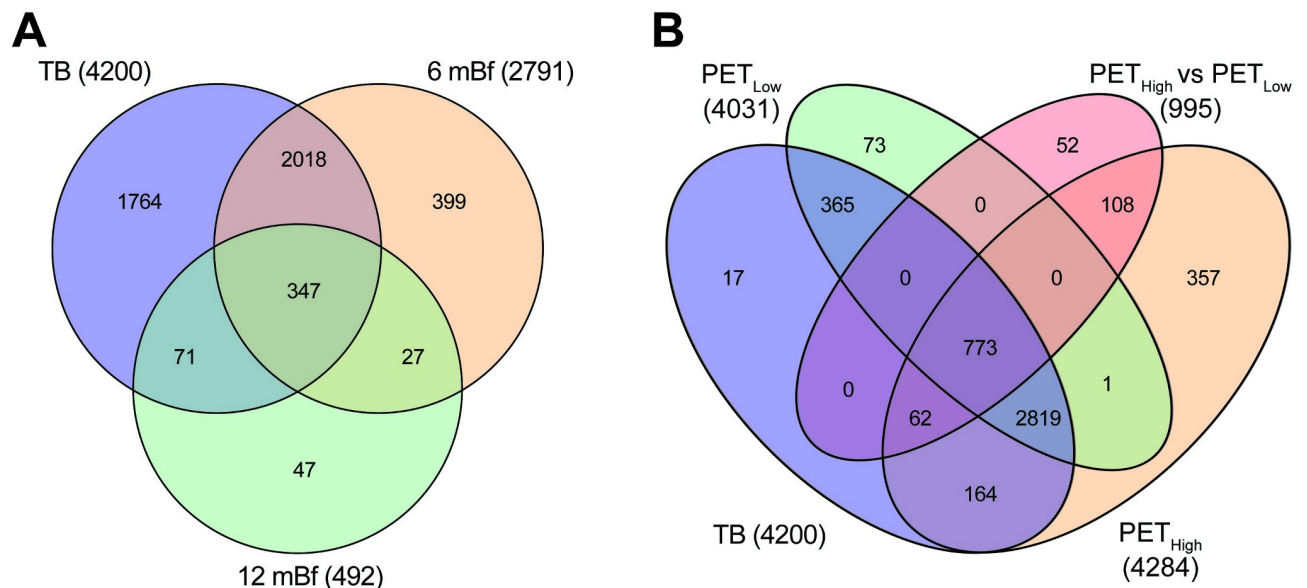 A
TB (4200)
6 mBf (2791)
2018
1764
399
347
71
27
47
12 mBf (492)
B
PETLow
(4031)
PETHigh vs PETLow
(995)
73
52
365
0
108
17
0
0
357
773
0
1
62
2819
164
TB (4200)
PETHigh
(4284)